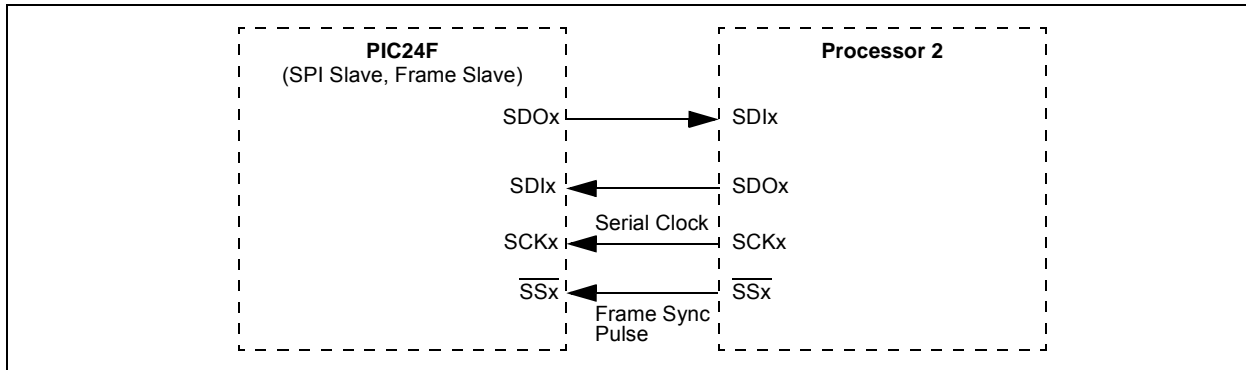 PIC24F
(SPI Slave, Frame Slave)
Processor 2
SDOx
SDIx
SDIx
SDOx
Serial Clock
SCKx
SCKx
SSx
SSx
Frame Sync
Pulse